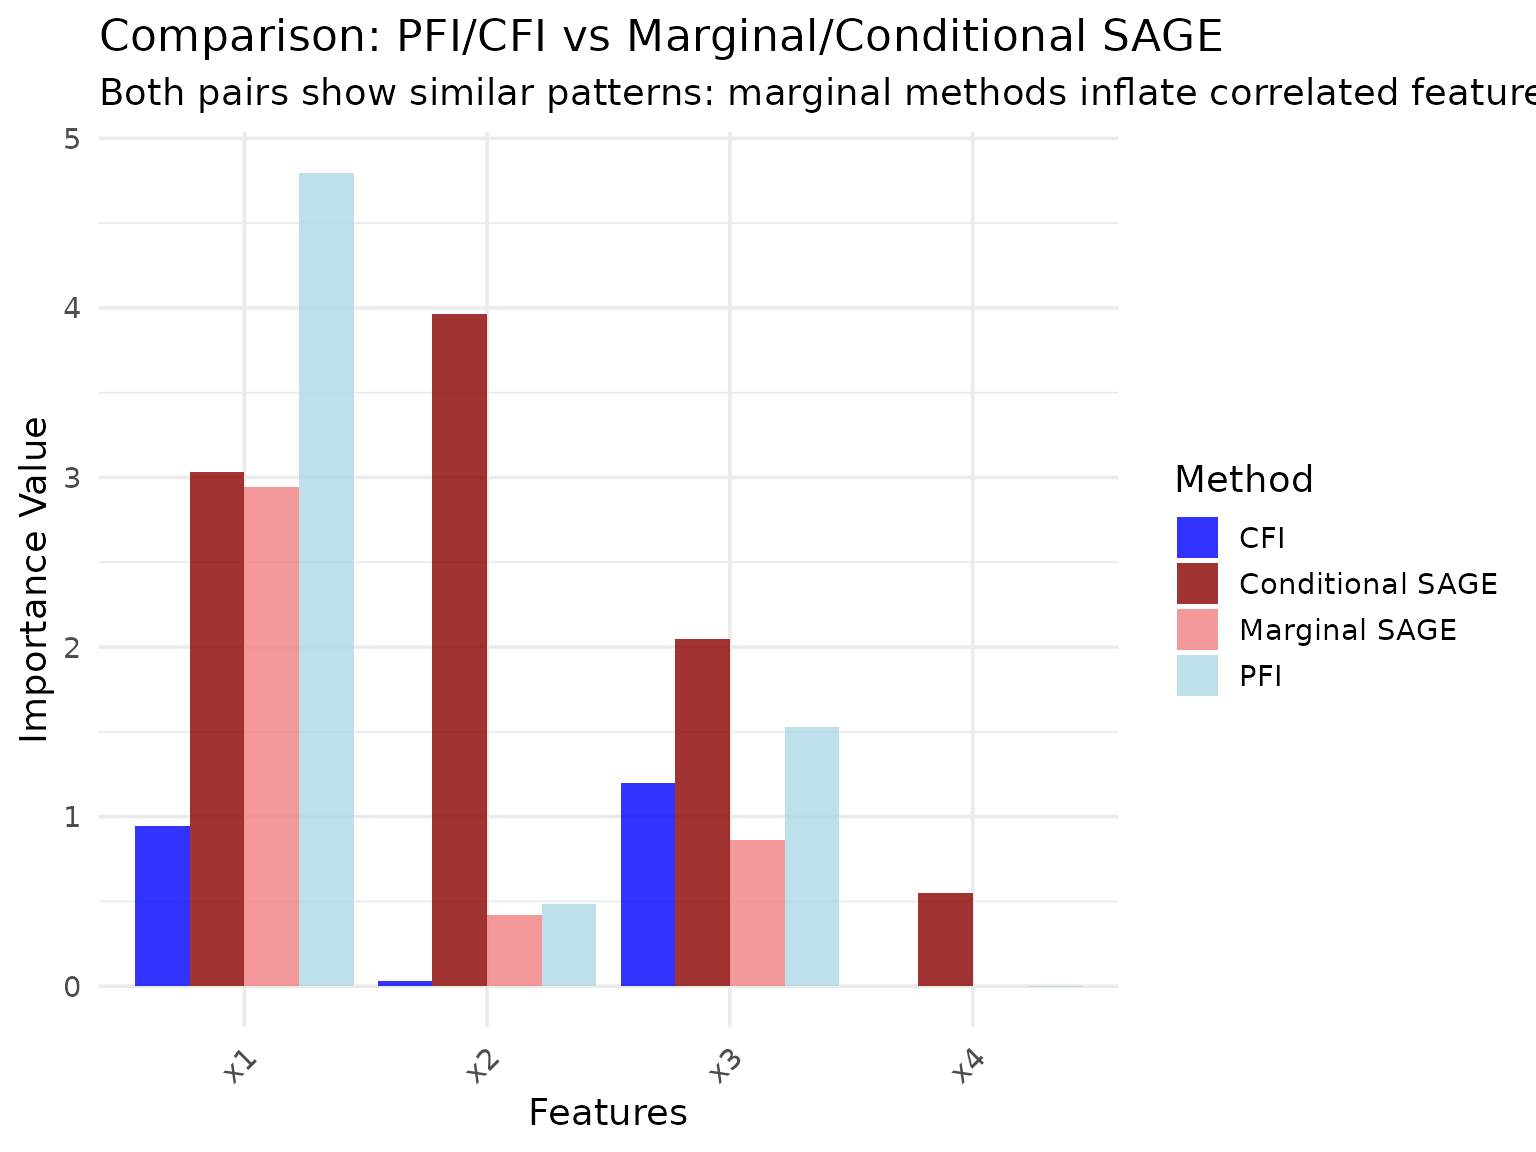 Comparison: PFI/CFI vs Marginal/Conditional SAGE
Both pairs show similar patterns: marginal methods inflate correlated feature
5
4
3
2
1
0
Importance Value
x1
x2
x3
x4
Features
Method
CFI
Conditional SAGE
Marginal SAGE
PFI